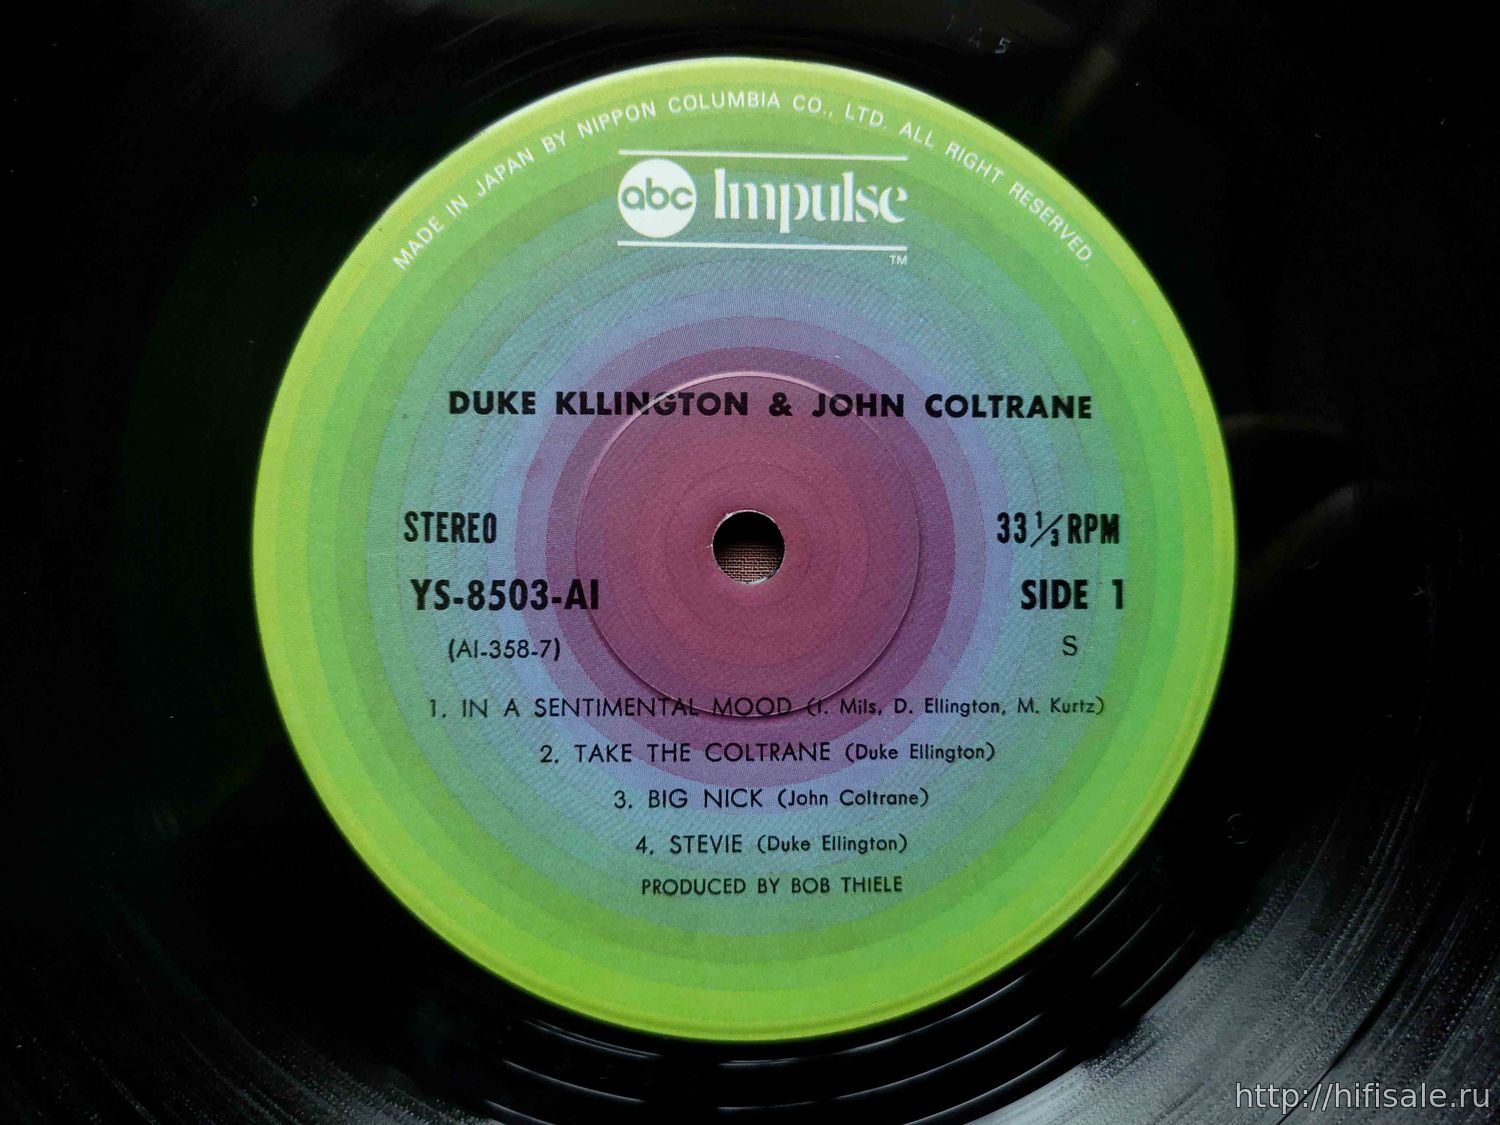 MADE IN JAPAN BY NIPPON COLUMBIA CO., LTD. ALL RIGHT RESERVED.
abc Impulse
TM
DUKE KLLINGTON & JOHN COLTRANE
STEREO 33 1/3 RPM
YS-8503-AI SIDE 1
(AI-358-7) S
1. IN A SENTIMENTAL MOOD (I. Mils, D. Ellington, M. Kurtz)
2. TAKE THE COLTRANE (Duke Ellington)
3. BIG NICK (John Coltrane)
4. STEVIE (Duke Ellington)
PRODUCED BY BOB THIELE
http://hifisale.ru